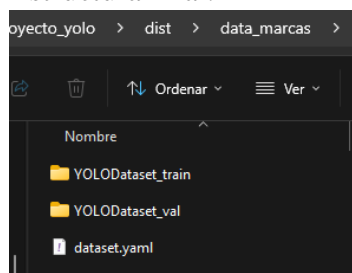 oyecto_yolo > dist > data_marcas >
Ordenar Ver
Nombre
YOLODataset_train
YOLODataset_val
dataset.yaml